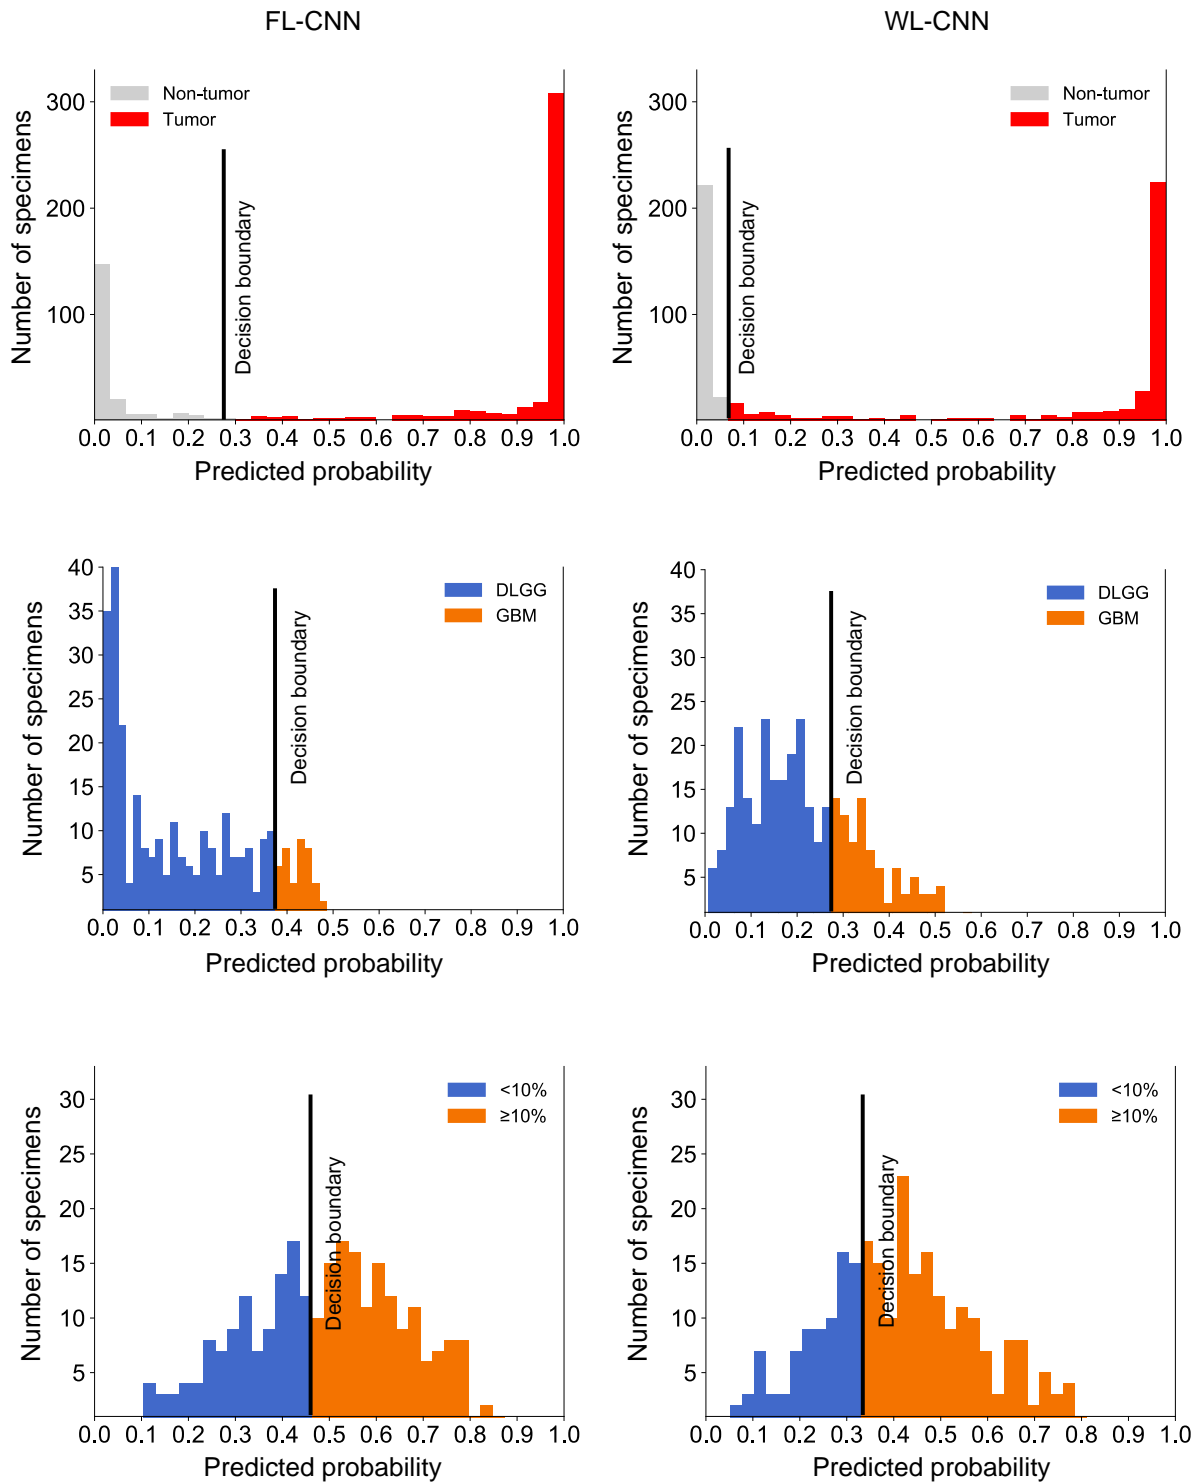 FL-CNN
WL-CNN
Number of specimens
300
200
100
Non-tumor
Tumor
Decision boundary
0.0 0.1 0.2 0.3 0.4 0.5 0.6 0.7 0.8 0.9 1.0
Predicted probability
Number of specimens
300
200
100
Non-tumor
Tumor
Decision boundary
0.0 0.1 0.2 0.3 0.4 0.5 0.6 0.7 0.8 0.9 1.0
Predicted probability
Number of specimens
40
35
30
25
20
15
10
5
DLGG
GBM
Decision boundary
0.0 0.1 0.2 0.3 0.4 0.5 0.6 0.7 0.8 0.9 1.0
Predicted probability
Number of specimens
40
35
30
25
20
15
10
5
DLGG
GBM
Decision boundary
0.0 0.1 0.2 0.3 0.4 0.5 0.6 0.7 0.8 0.9 1.0
Predicted probability
Number of specimens
30
25
20
15
10
5
<10%
≥10%
Decision boundary
0.0 0.1 0.2 0.3 0.4 0.5 0.6 0.7 0.8 0.9 1.0
Predicted probability
Number of specimens
30
25
20
15
10
5
<10%
≥10%
Decision boundary
0.0 0.1 0.2 0.3 0.4 0.5 0.6 0.7 0.8 0.9 1.0
Predicted probability